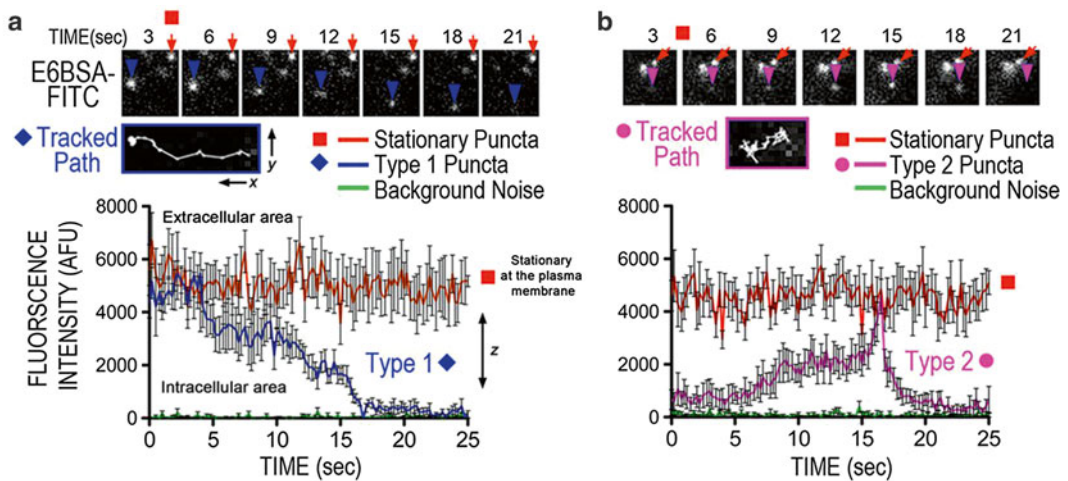 a
TIME(sec) 3 6 9 12 15 18 21
E6BSA-
FITC
Tracked
Path
y
x
Stationary Puncta
Type 1 Puncta
Background Noise
FLUORESCENCE
INTENSITY (AFU)
8000
6000
4000
2000
0
Extracellular area
Intracellular area
Type 1
Stationary
at the plasma
membrane
z
0 5 10 15 20 25
TIME (sec)
b
3 6 9 12 15 18 21
Tracked
Path
Stationary Puncta
Type 2 Puncta
Background Noise
8000
6000
4000
2000
0
Type 2
0 5 10 15 20 25
TIME (sec)